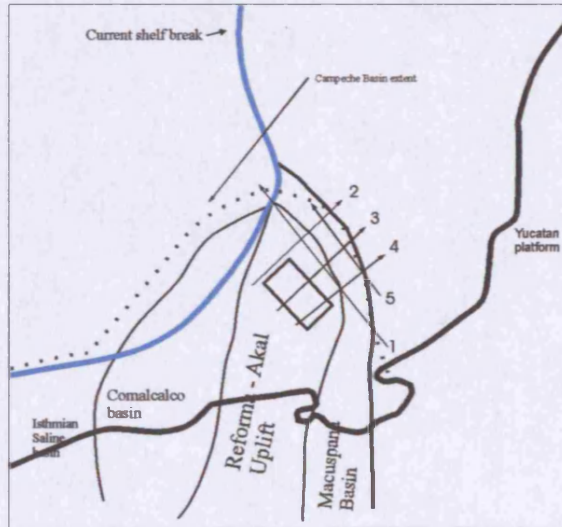 Current shelf break
Campeche Basin extent
2
3
4
Yucatan
platform
5
1
Comalcalco
basin
Reforma - Akal
Uplift
Isthmian
Saline
Macuspana
Basin